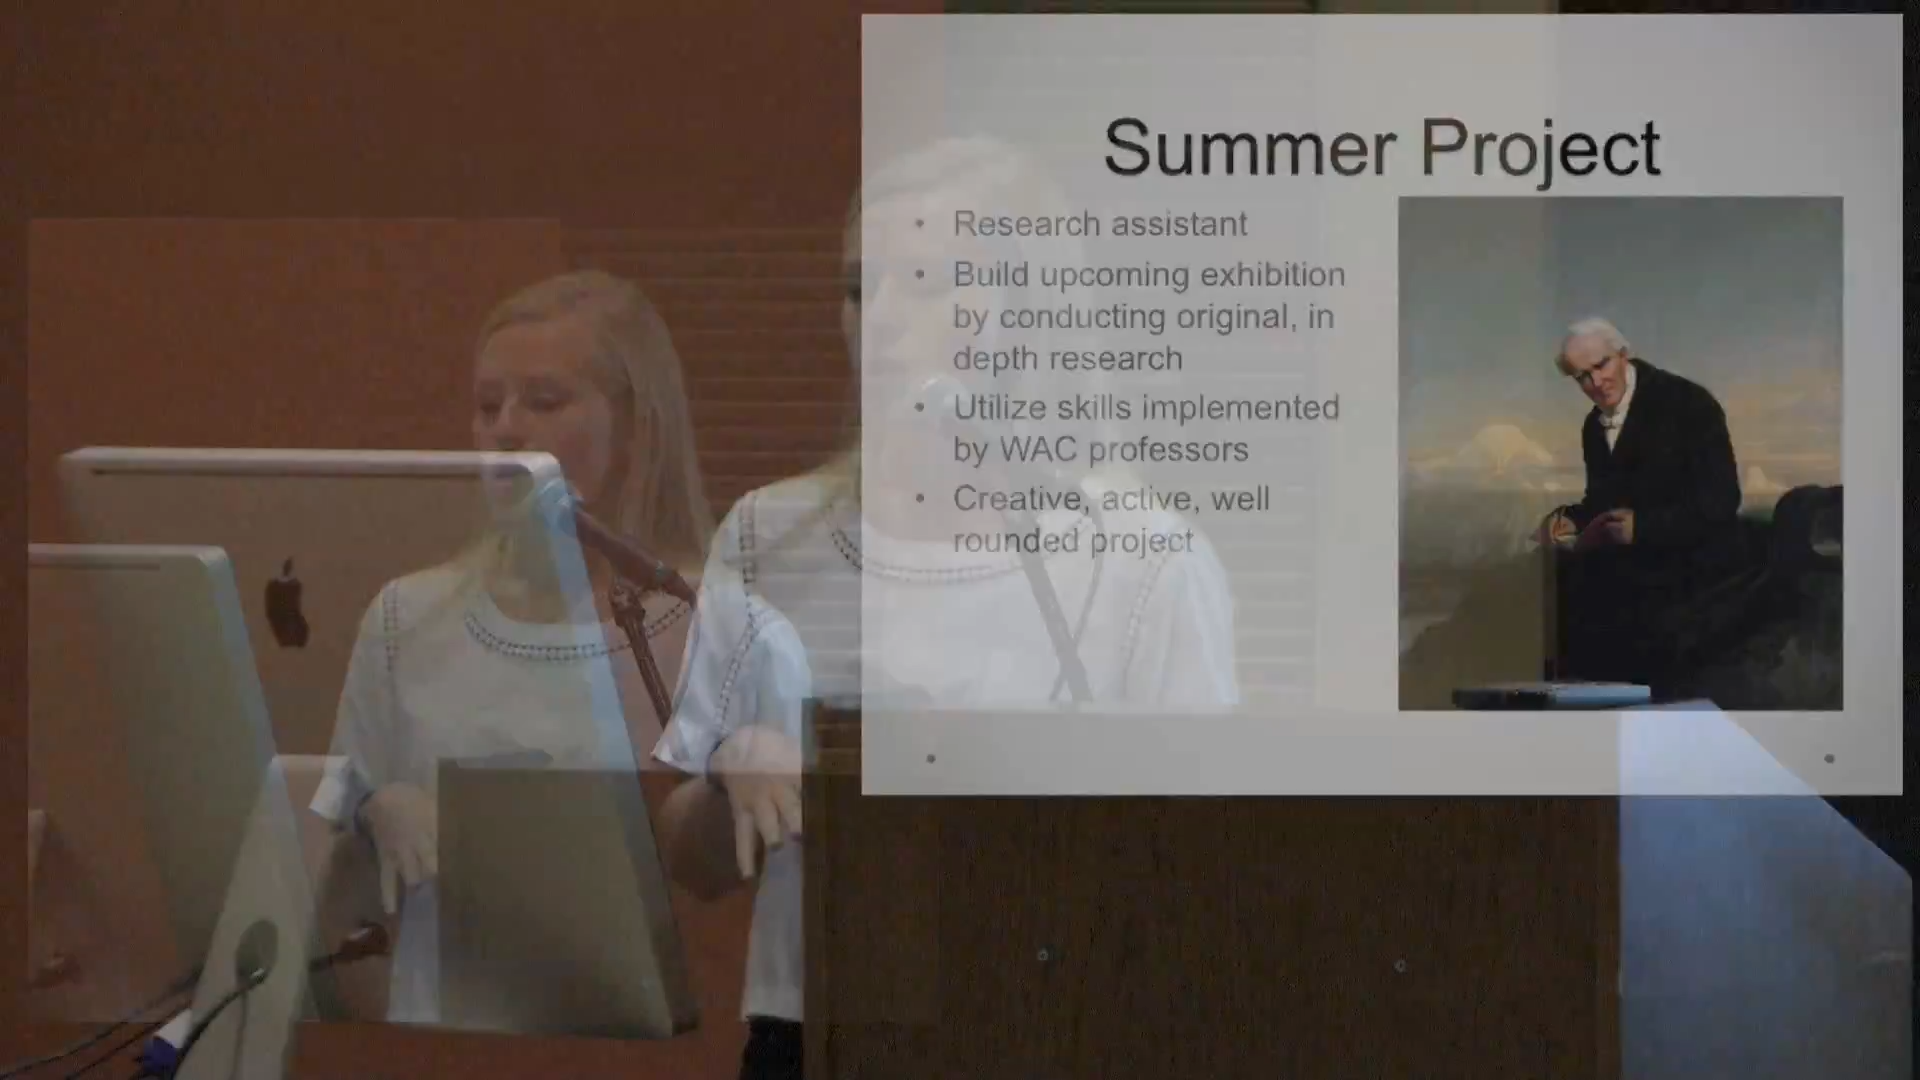 Summer Project
• Research assistant
• Build upcoming exhibition
by conducting original, in
depth research
• Utilize skills implemented
by WAC professors
• Creative, active, well
rounded project